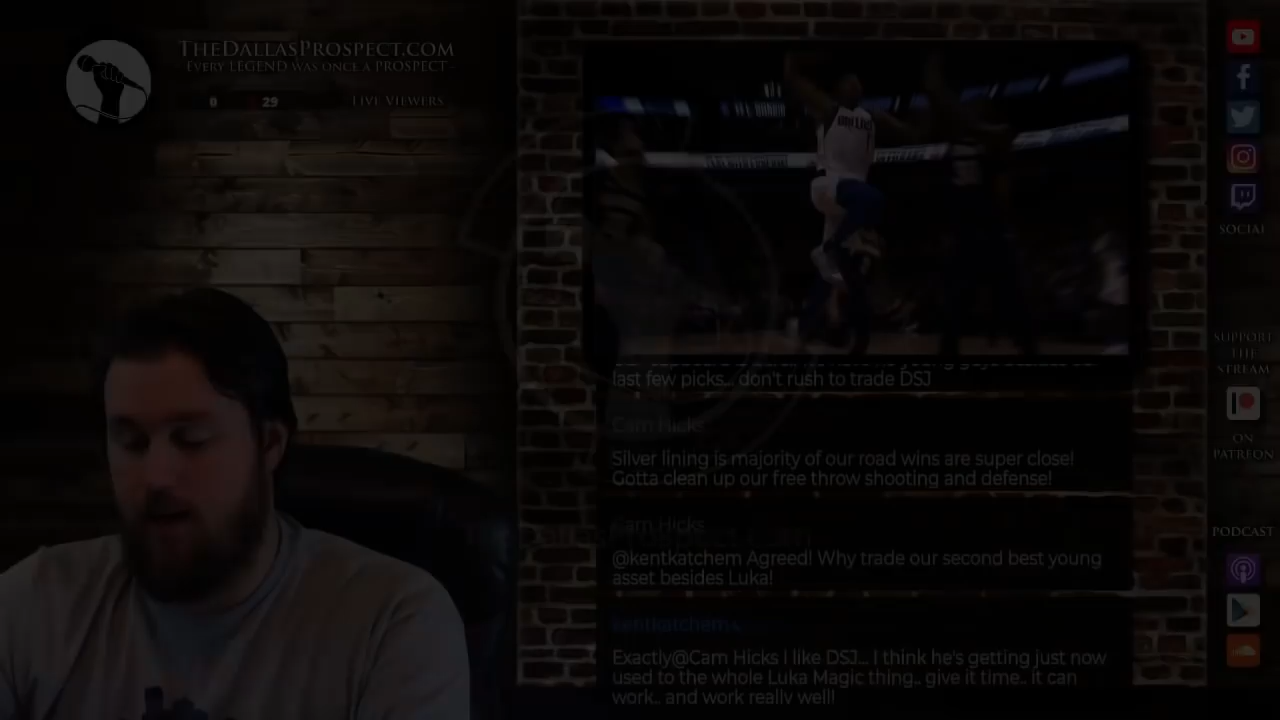 TheDallasProspect.com
Every LEGEND was once a PROSPECT-
0 29 Live Viewers
Social
Support
the
Stream
last few picks.. don't rush to trade DSJ
Cam Hicks
on
Patreon
Silver lining is majority of our road wins are super close!
Gotta clean up our free throw shooting and defense!
Cam Hicks
Podcast
@kentkatchem Agreed! Why trade our second best young
asset besides Luka!
Exactly@Cam Hicks I like DSJ... I think he's getting just now
used to the whole Luka Magic thing.. give it time.. it can
work.. and work really well!